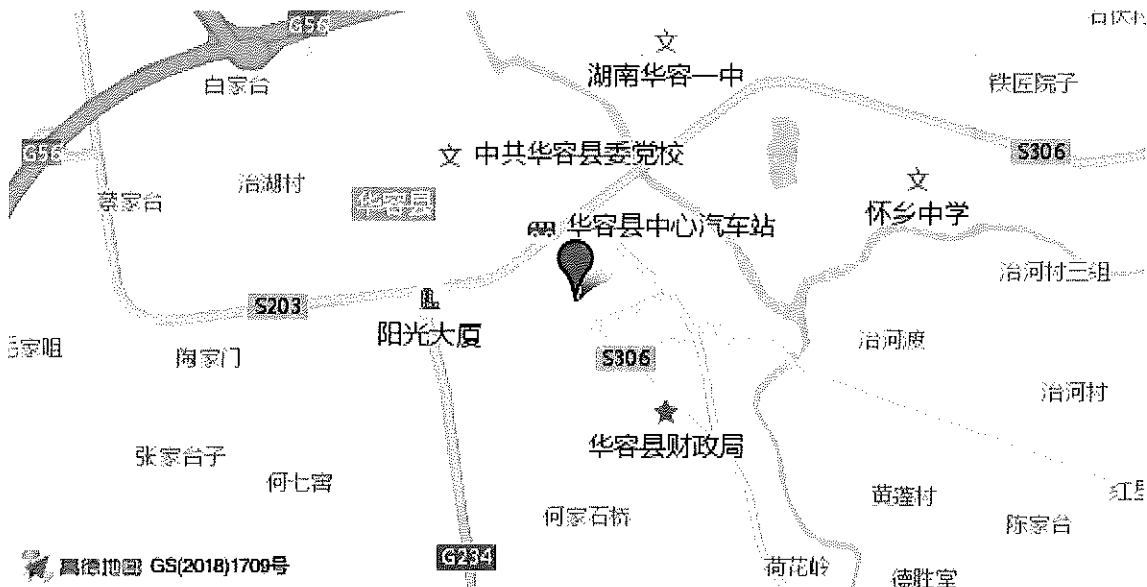 G56
湖南华容一中
白家台
铁匠院子
G56
中共华容县委党校
S306
治湖村
蔡家台
华容县
怀乡中学
华容县中心汽车站
治河村三组
S203
阳光大厦
陶家门
S306
治河渡
治河村
华容县财政局
张家台子
何七窖
黄莲村
何家石桥
陈家台
G234
荷花岭
德胜堂
高德地图 GS(2018)1709号